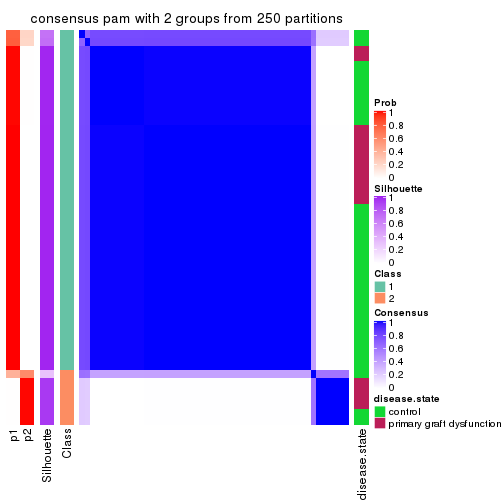 consensus pam with 2 groups from 250 partitions
Prob
1
0.8
0.6
0.4
0.2
0
Silhouette
1
0.8
0.6
0.4
0.2
0
Class
1
2
Consensus
1
0.8
0.6
0.4
0.2
0
disease.state
control
primary graft dysfunction
p1
p2
Silhouette
Class
disease.state